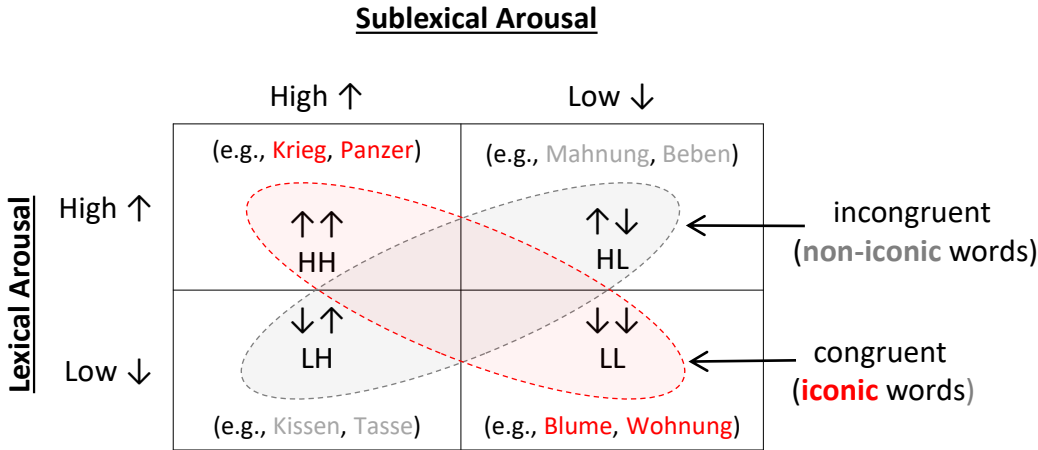 Sublexical Arousal
High ↑
Low ↓
(e.g., Krieg, Panzer)
(e.g., Mahnung, Beben)
Lexical Arousal
High ↑
↑↑
HH
↑↓
HL
incongruent
(non-iconic words)
Low ↓
↓↑
LH
↓↓
LL
congruent
(iconic words)
(e.g., Kissen, Tasse)
(e.g., Blume, Wohnung)